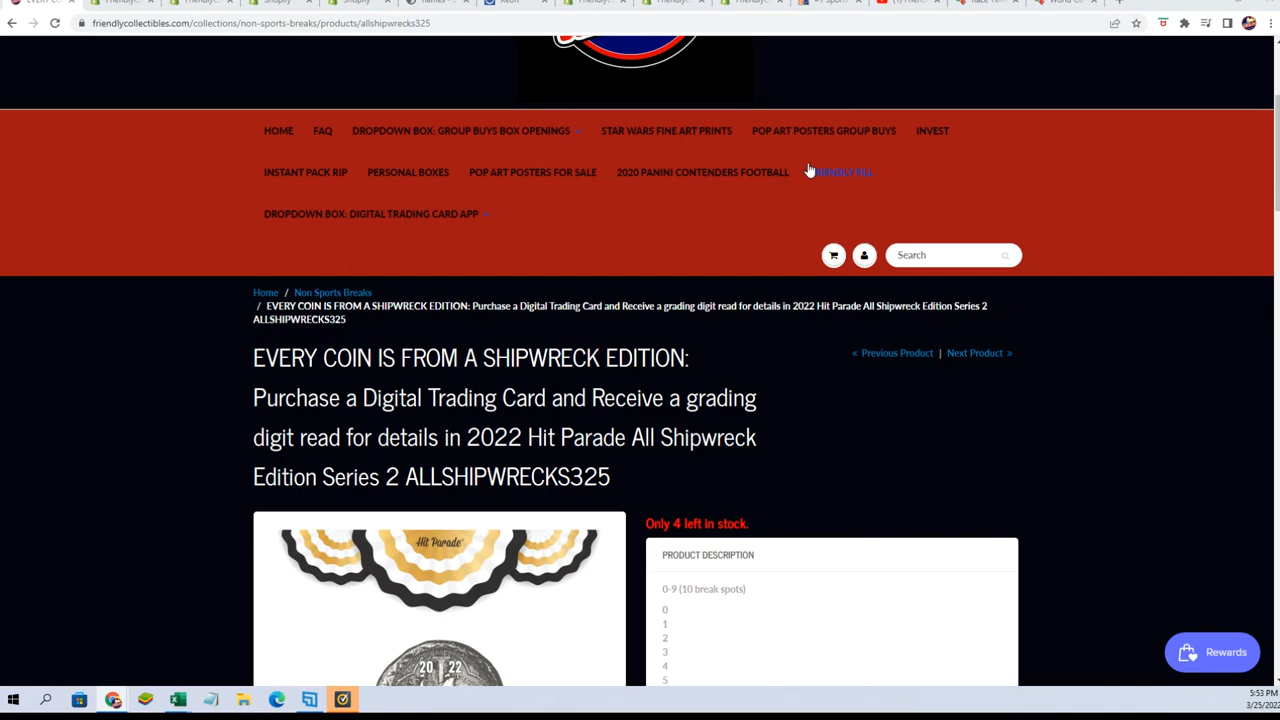 friendlycollectibles.com/collections/non-sports-breaks/products/allshipwrecks325
HOME FAQ DROPDOWN BOX: GROUP BUYS BOX OPENINGS STAR WARS FINE ART PRINTS POP ART POSTERS GROUP BUYS INVEST
INSTANT PACK RIP PERSONAL BOXES POP ART POSTERS FOR SALE 2020 PANINI CONTENDERS FOOTBALL FRIENDLY FILL
DROPDOWN BOX: DIGITAL TRADING CARD APP
Search
Home / Non Sports Breaks
/ EVERY COIN IS FROM A SHIPWRECK EDITION: Purchase a Digital Trading Card and Receive a grading digit read for details in 2022 Hit Parade All Shipwreck Edition Series 2
ALLSHIPWRECKS325
« Previous Product | Next Product »
EVERY COIN IS FROM A SHIPWRECK EDITION:
Purchase a Digital Trading Card and Receive a grading
digit read for details in 2022 Hit Parade All Shipwreck
Edition Series 2 ALLSHIPWRECKS325
Only 4 left in stock.
Hit Parade
20 22
PRODUCT DESCRIPTION
0-9 (10 break spots)
0
1
2
3
4
5
Rewards
5:53 PM